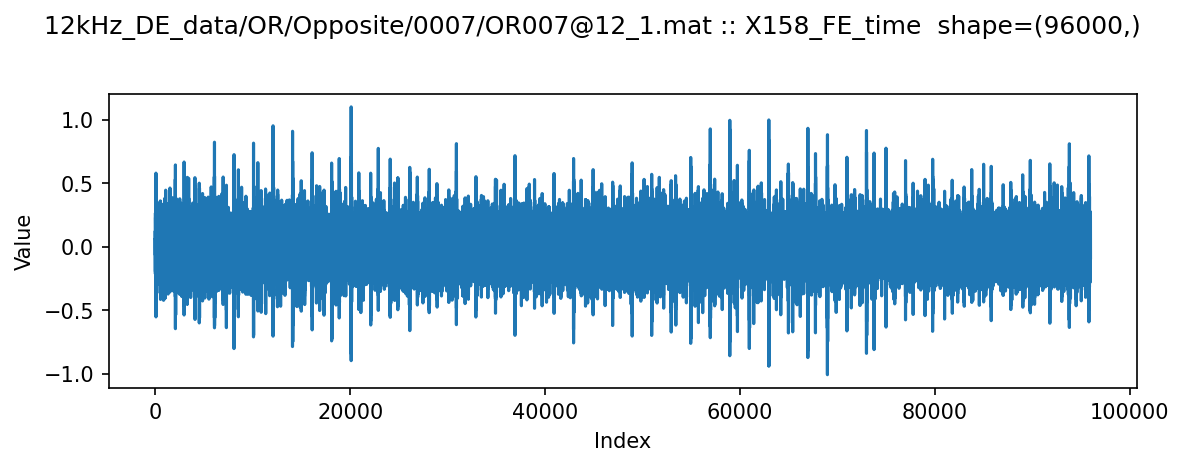 12kHz_DE_data/OR/Opposite/0007/OR007@12_1.mat :: X158_FE_time  shape=(96000,)
1.0
0.5
0.0
−0.5
−1.0
Value
0 20000 40000 60000 80000 100000
Index